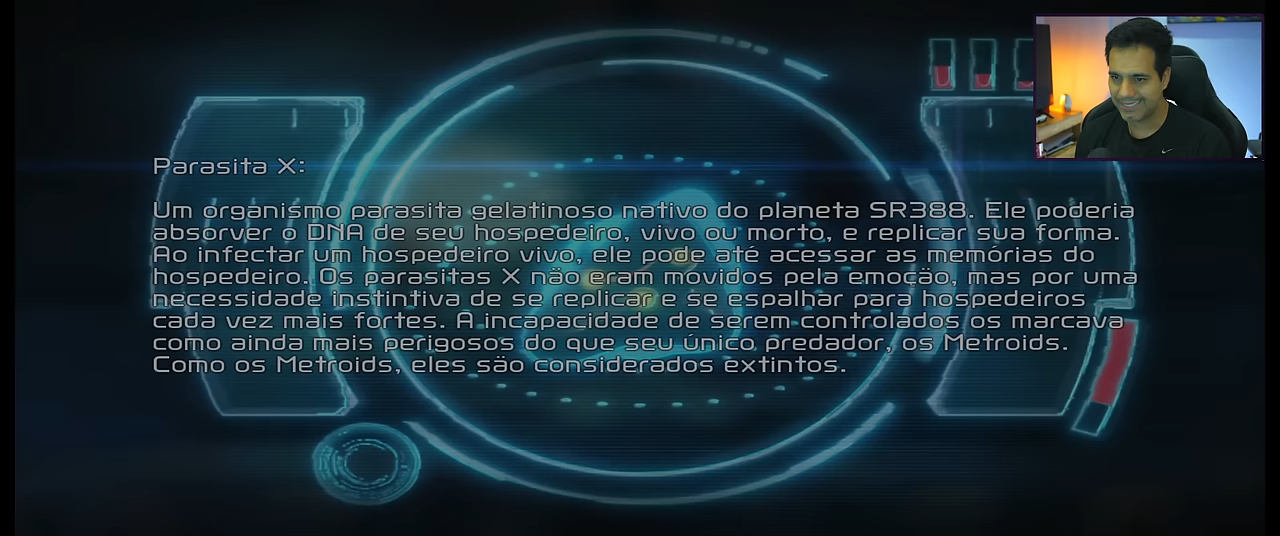 Parasita X:
Um organismo parasita gelatinoso nativo do planeta SR388. Ele poderia
absorver o DNA de seu hospedeiro, vivo ou morto, e replicar sua forma.
Ao infectar um hospedeiro vivo, ele pode até acessar as memórias do
hospedeiro. Os parasitas X não eram movidos pela emoção, mas por uma
necessidade instintiva de se replicar e se espalhar para hospedeiros
cada vez mais fortes. A incapacidade de serem controlados os marcava
como ainda mais perigosos do que seu único predador, os Metroids.
Como os Metroids, eles são considerados extintos.